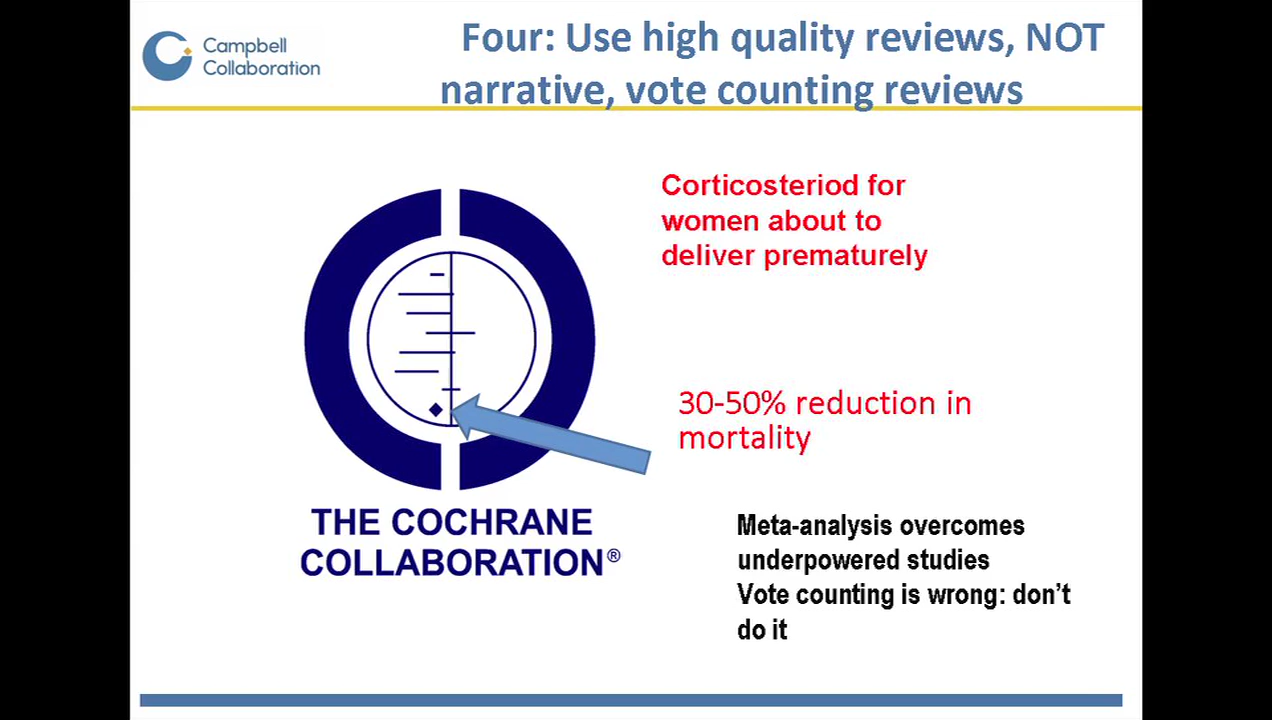 Campbell
Collaboration
Four: Use high quality reviews, NOT
narrative, vote counting reviews
Corticosteriod for
women about to
deliver prematurely
30-50% reduction in
mortality
THE COCHRANE
COLLABORATION®
Meta-analysis overcomes
underpowered studies
Vote counting is wrong: don’t
do it